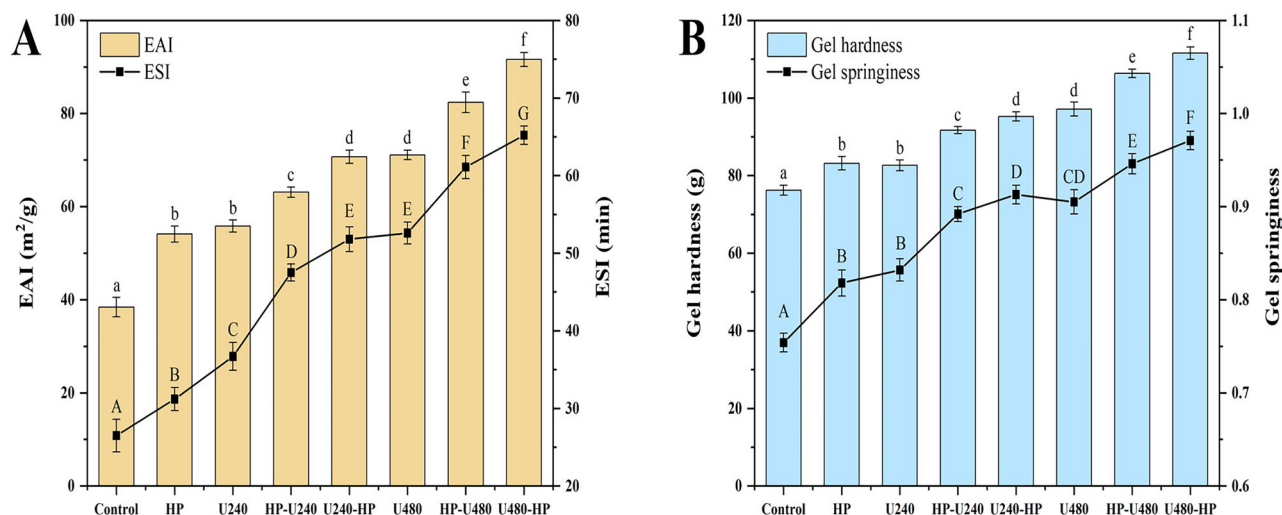 A
EAI
ESI
EAI (m²/g)
100
80
60
40
20
0
a
b
b
c
d
d
e
f
A
B
C
D
E
E
F
G
80
70
60
50
40
30
20
ESI (min)
Control HP U240 HP-U240 U240-HP U480 HP-U480 U480-HP
B
Gel hardness
Gel springiness
Gel hardness (g)
120
100
80
60
40
20
0
a
b
b
c
d
d
e
f
A
B
B
C
D
CD
E
F
1.1
1.0
0.9
0.8
0.7
0.6
Gel springiness
Control HP U240 HP-U240 U240-HP U480 HP-U480 U480-HP